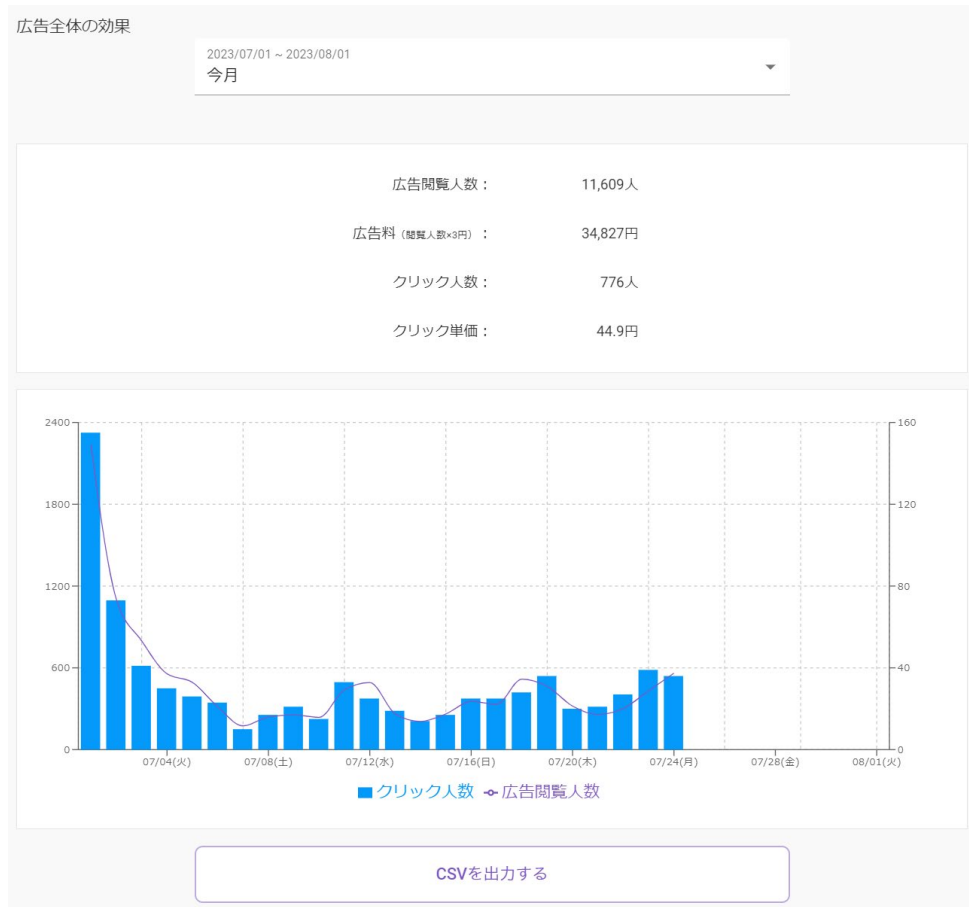 広告全体の効果
2023/07/01 ~ 2023/08/01
今月
広告閲覧人数： 11,609人
広告料（閲覧人数×3円）： 34,827円
クリック人数： 776人
クリック単価： 44.9円
2400 160
1800 120
1200 80
600 40
0 0
07/04(火) 07/08(土) 07/12(水) 07/16(日) 07/20(木) 07/24(月) 07/28(金) 08/01(火)
クリック人数 広告閲覧人数
CSVを出力する